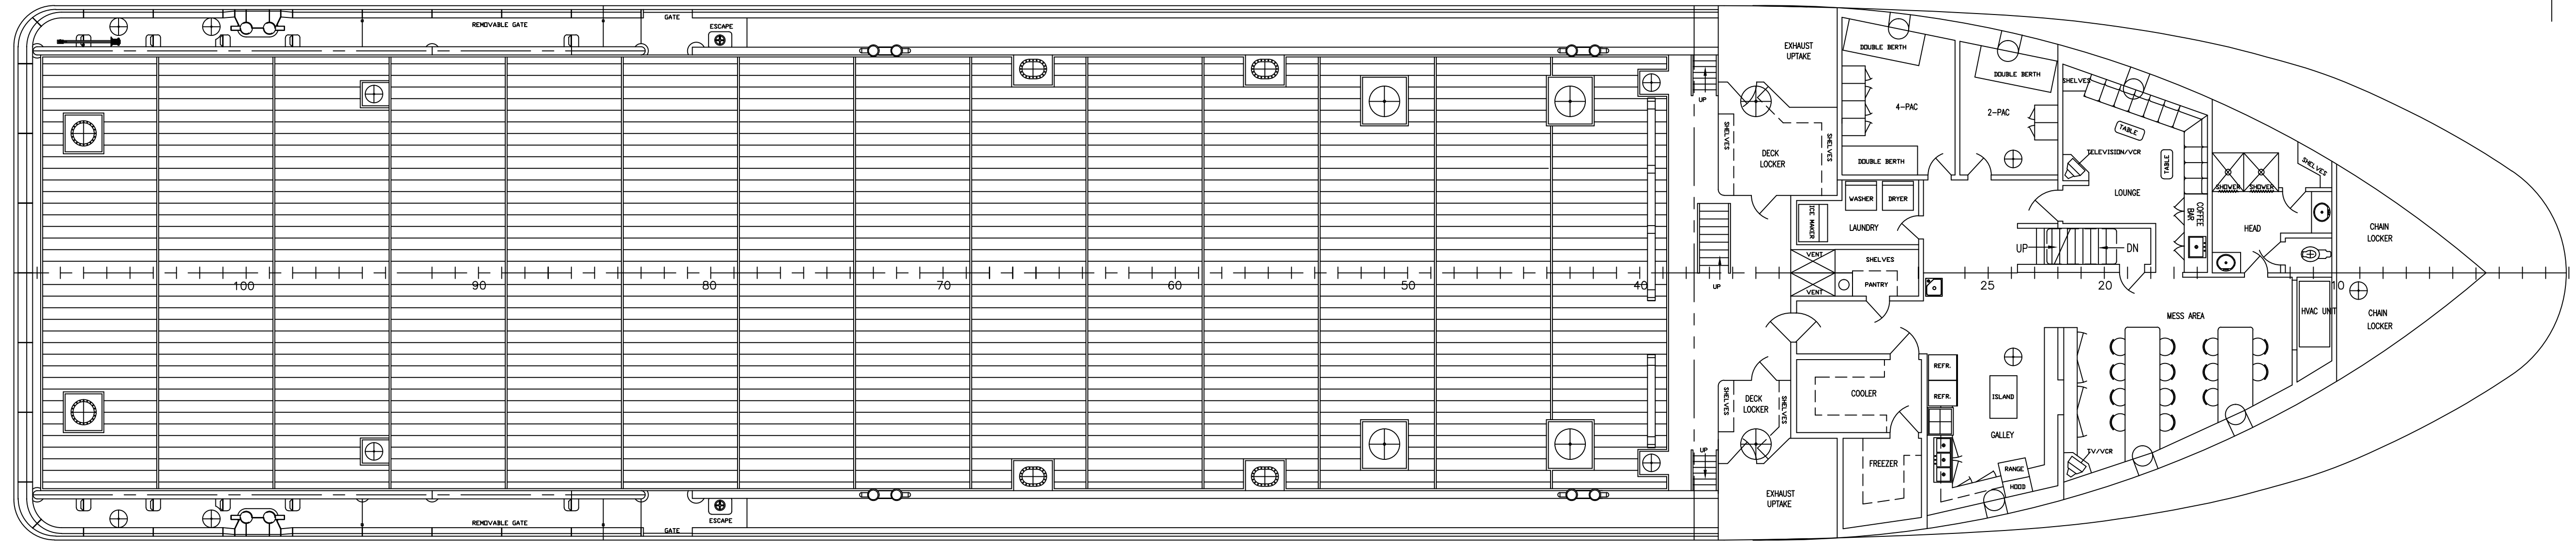 REMOVABLE GATE
GATE
ESCAPE
UP
EXHAUST
UPTAKE
SHELVES
DECK
LOCKER
SHELVES
DOUBLE BERTH
4-PAC
DOUBLE BERTH
DOUBLE BERTH
2-PAC
SHELVES
TABLE
TELEVISION/VCR
TABLE
LOUNGE
SHOWER
SHOWER
SHELVES
WASHER
DRYER
ICE MAKER
LAUNDRY
COFFEE
BAR
HEAD
CHAIN
LOCKER
UP
DN
VENT
SHELVES
VENT
PANTRY
UP
100
90
80
70
60
50
40
25
20
10
HVAC UNIT
CHAIN
LOCKER
MESS AREA
REFR.
REFR.
ISLAND
GALLEY
COOLER
SHELVES
DECK
LOCKER
SHELVES
UP
FREEZER
RANGE
HOOD
TV/VCR
EXHAUST
UPTAKE
REMOVABLE GATE
GATE
ESCAPE